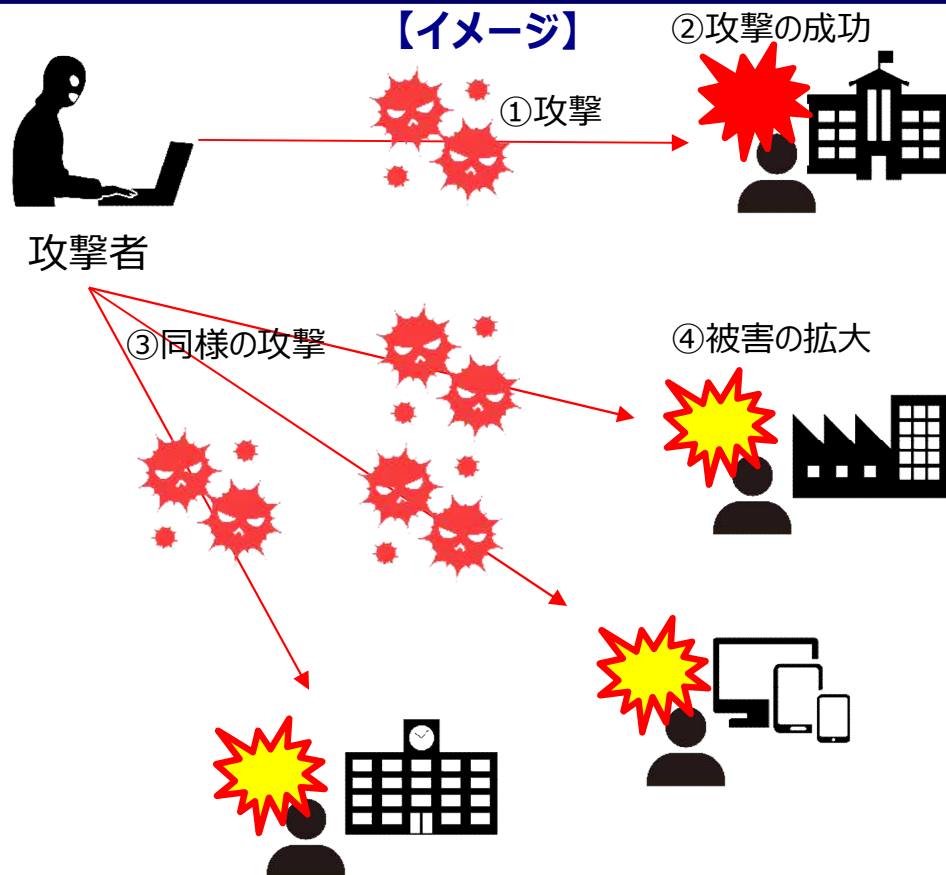 【イメージ】
②攻撃の成功
①攻撃
攻撃者
③同様の攻撃
④被害の拡大